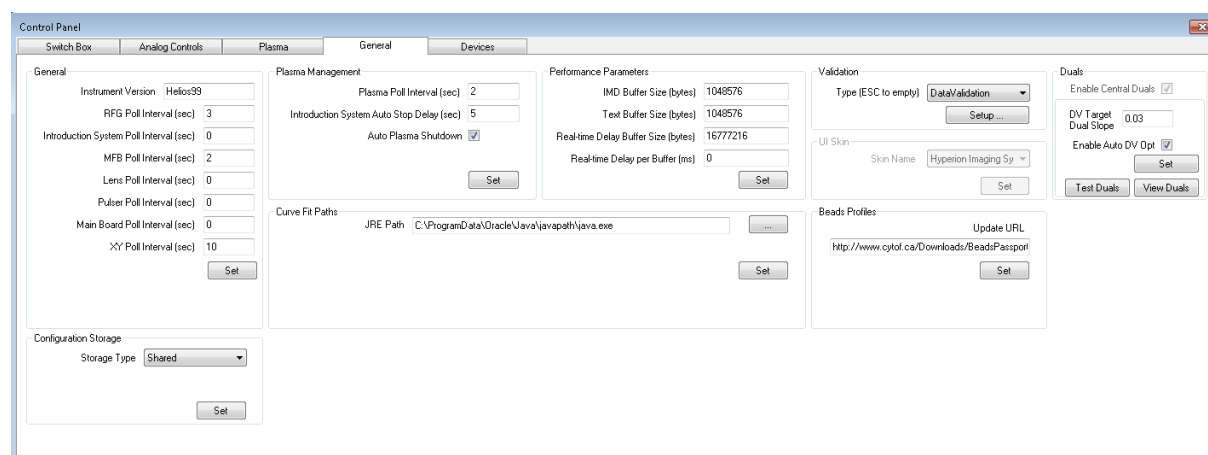 Control Panel
Switch Box
Analog Controls
Plasma
General
Devices
General
Instrument Version Helios99
RFG Poll Interval (sec) 3
Introduction System Poll Interval (sec) 0
MFB Poll Interval (sec) 2
Lens Poll Interval (sec) 0
Pulser Poll Interval (sec) 0
Main Board Poll Interval (sec) 0
XY Poll Interval (sec) 10
Set
Plasma Management
Plasma Poll Interval (sec) 2
Introduction System Auto Stop Delay (sec) 5
Auto Plasma Shutdown
Set
Performance Parameters
IMD Buffer Size (bytes) 1048576
Text Buffer Size (bytes) 1048576
Real-time Delay Buffer Size (bytes) 16777216
Real-time Delay per Buffer (ms) 0
Set
Validation
Type (ESC to empty) DataValidation
Setup ...
UI Skin
Skin Name Hyperion Imaging Sy
Set
Duals
Enable Central Duals
DV Target
Dual Slope 0.03
Enable Auto DV Opt
Set
Test Duals View Duals
Curve Fit Paths
JRE Path C:\ProgramData\Oracle\Java\javapath\java.exe ...
Set
Beads Profiles
Update URL
http://www.cytof.ca/Downloads/BeadsPassport
Set
Configuration Storage
Storage Type Shared
Set